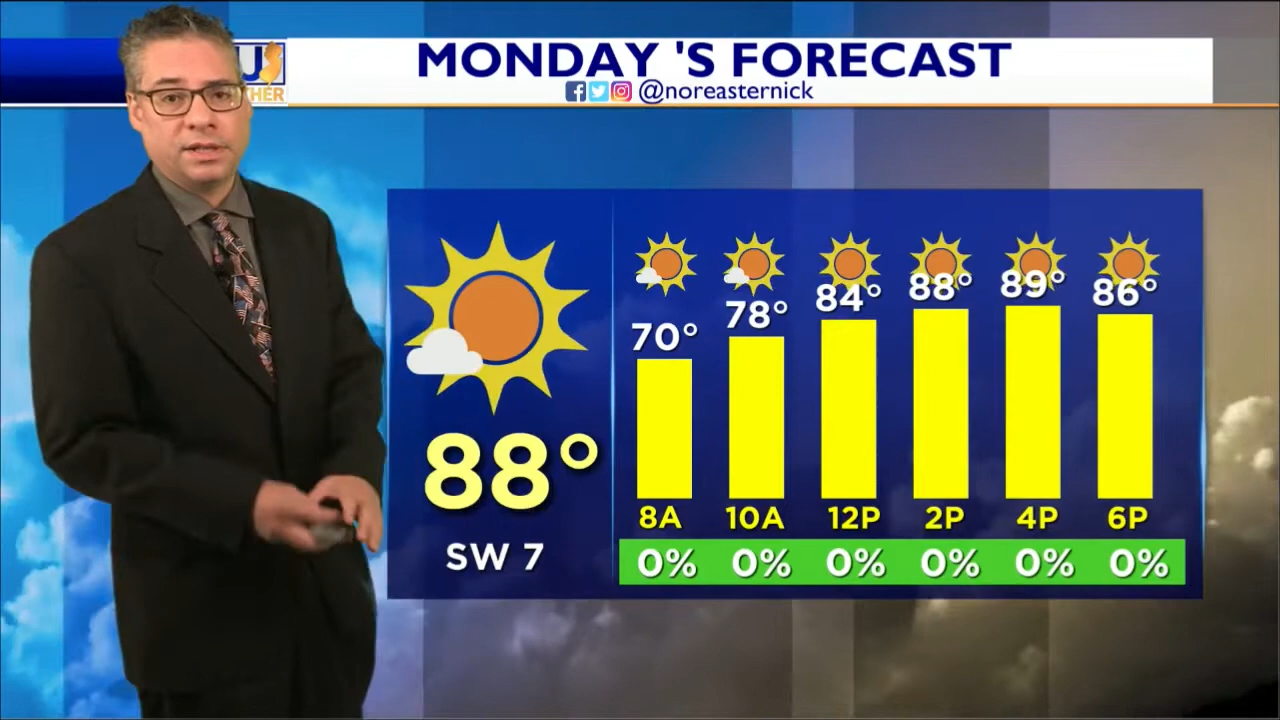 U
HER
MONDAY 'S FORECAST
@noreasternick
88°
SW 7
70° 78° 84° 88° 89° 86°
8A 10A 12P 2P 4P 6P
0% 0% 0% 0% 0% 0%